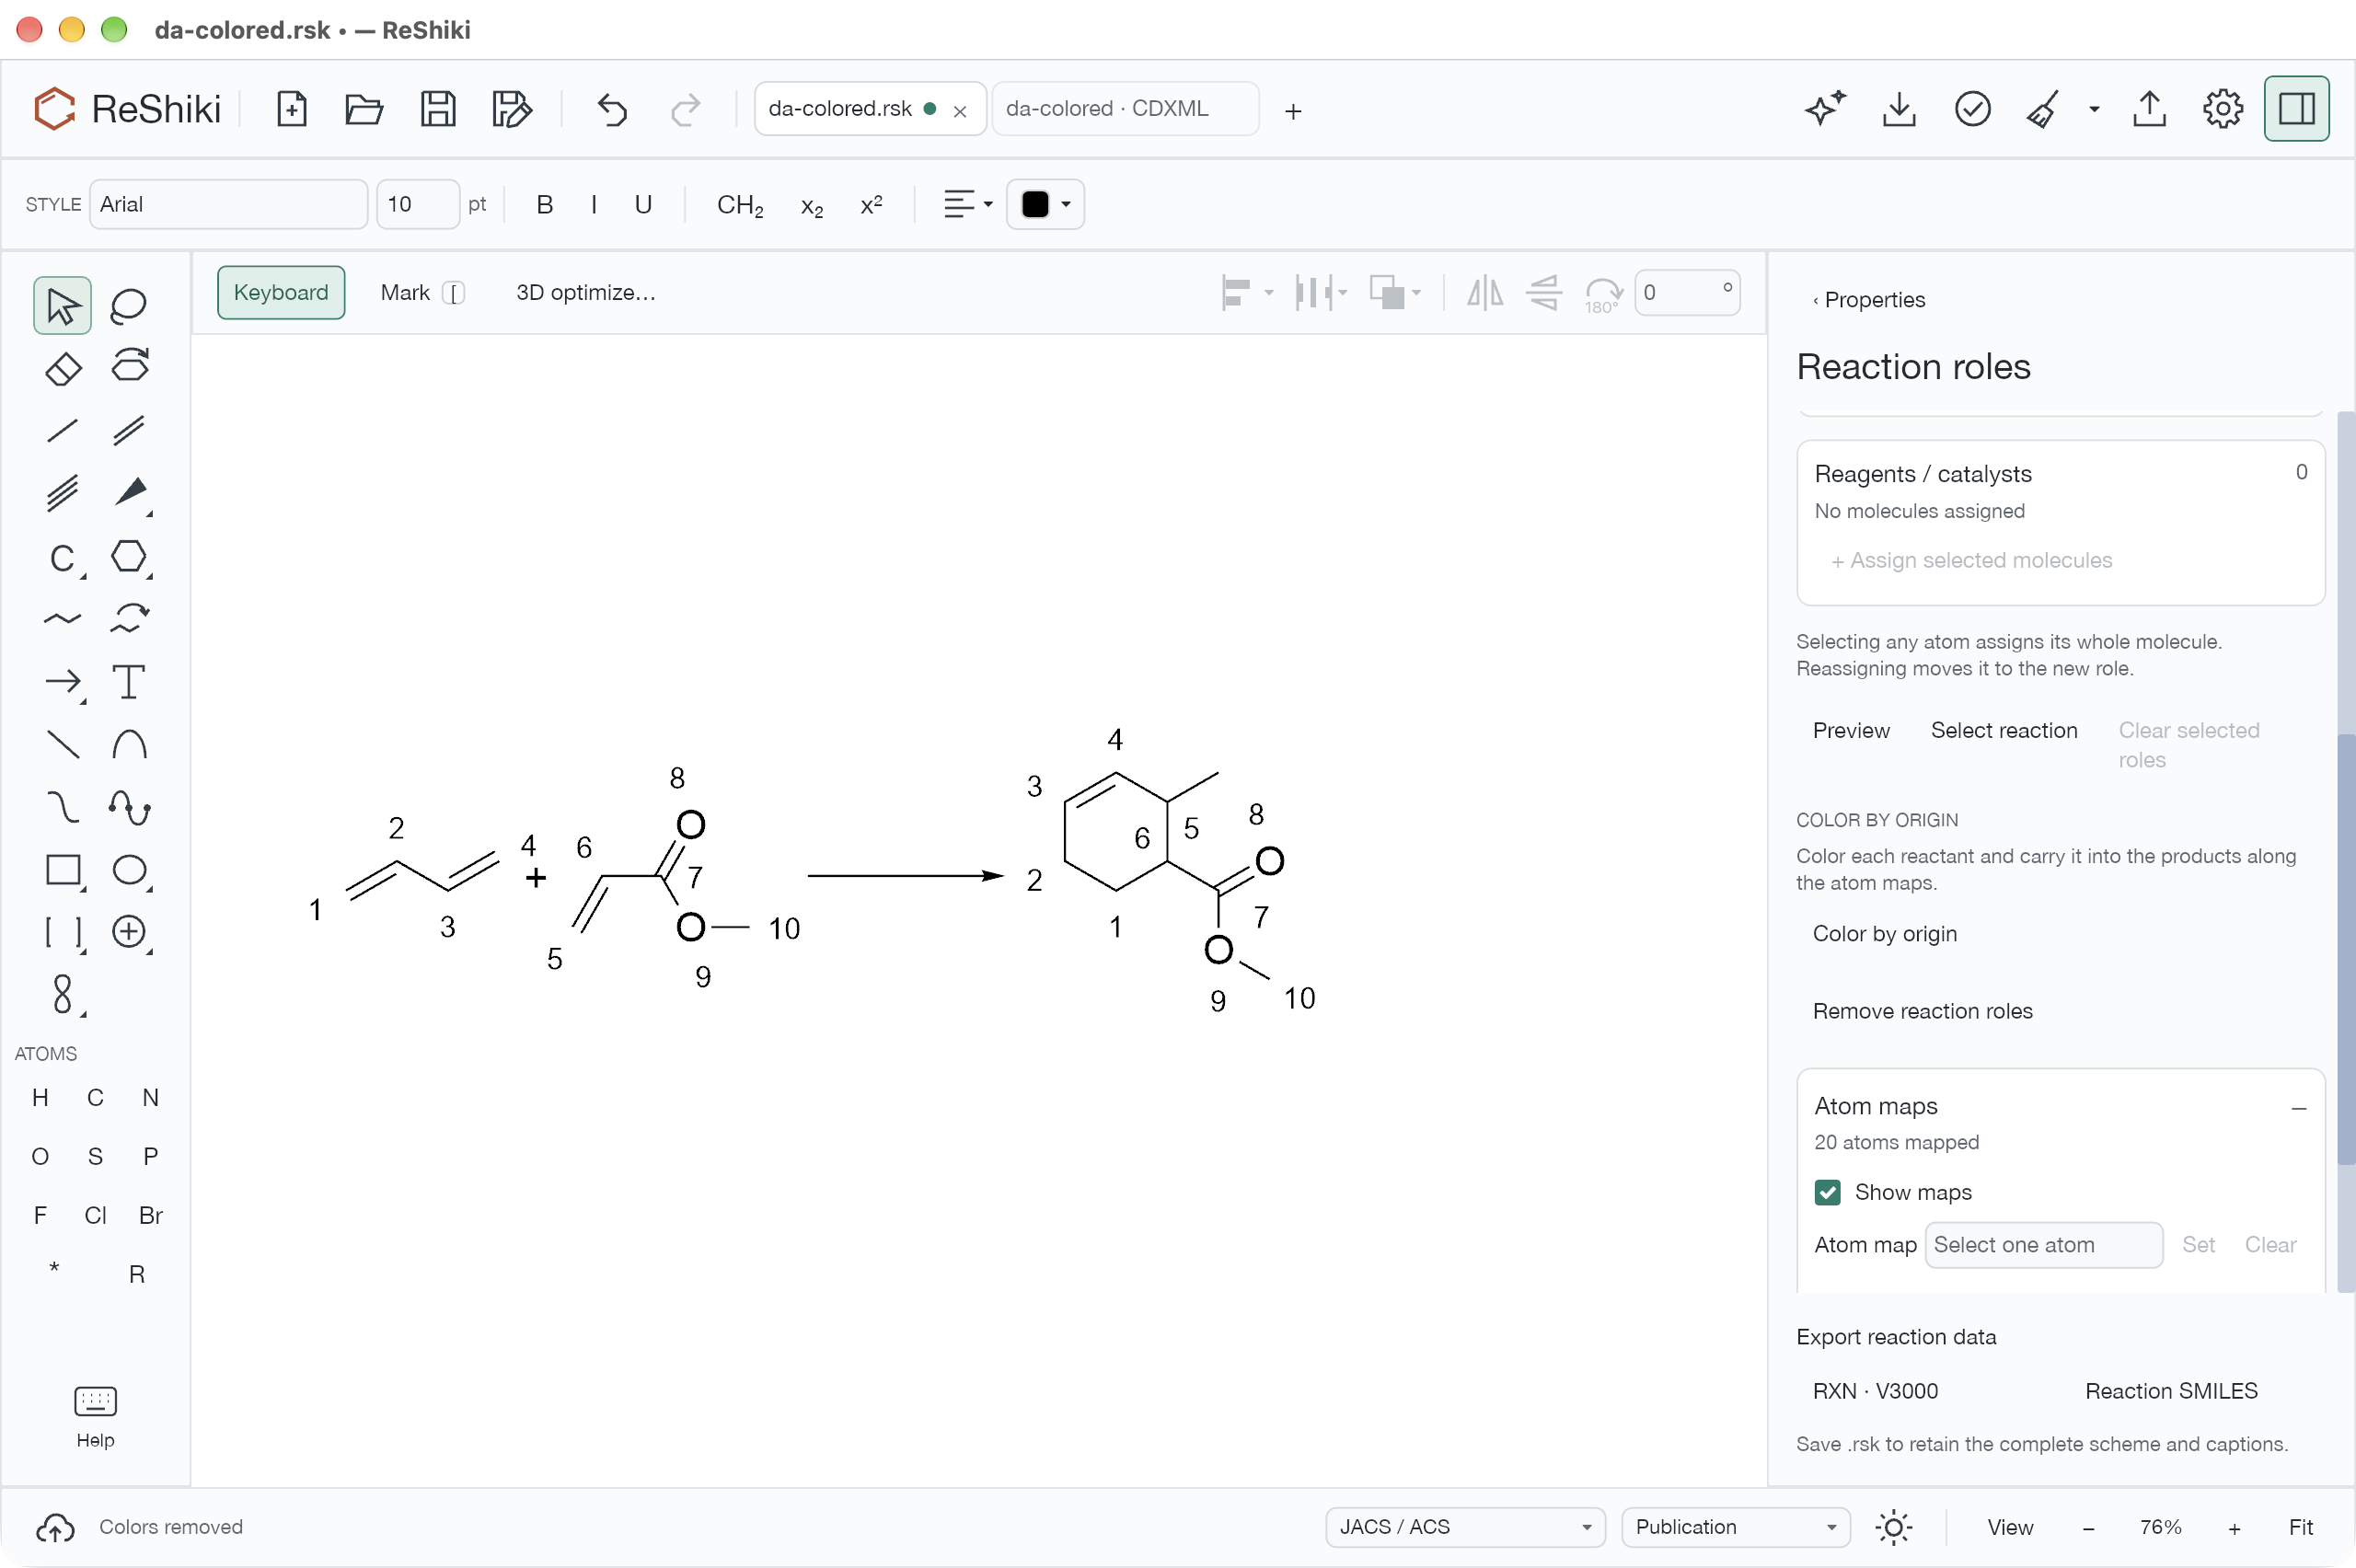 da-colored.rsk • — ReShiki
ReShiki
da-colored.rsk
da-colored · CDXML
STYLE
Arial
10
pt
B
I
U
CH₂
x₂
x²
Keyboard
Mark [
3D optimize...
180°
0
°
C
T
[ ]
ATOMS
H C N
O S P
F Cl Br
* R
Help
1
2
3
4
+
5
6
7
8
O
O
9
10
4
3
2
1
6
5
8
O
7
O
9
10
‹ Properties
Reaction roles
Reagents / catalysts 0
No molecules assigned
+ Assign selected molecules
Selecting any atom assigns its whole molecule.
Reassigning moves it to the new role.
Preview Select reaction Clear selected
roles
COLOR BY ORIGIN
Color each reactant and carry it into the products along
the atom maps.
Color by origin
Remove reaction roles
Atom maps –
20 atoms mapped
Show maps
Atom map Select one atom Set Clear
Export reaction data
RXN · V3000 Reaction SMILES
Save .rsk to retain the complete scheme and captions.
Colors removed
JACS / ACS
Publication
View – 76% + Fit